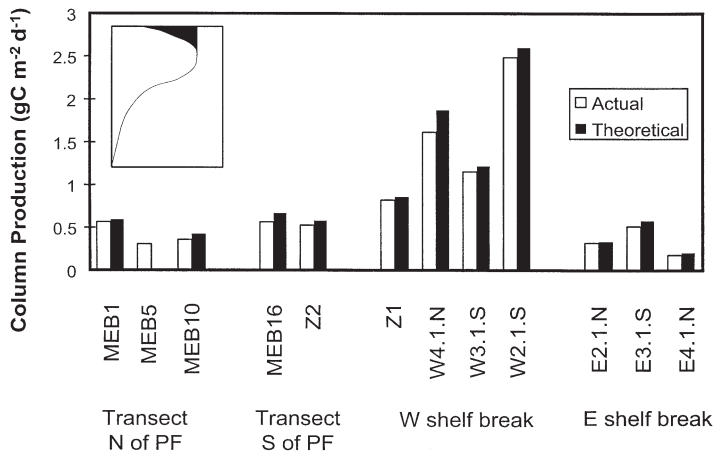 Column Production (gC m-2 d-1)
3
2.5
2
1.5
1
0.5
0
Actual
Theoretical
MEB1
MEB5
MEB10
MEB16
Z2
Z1
W4.1.N
W3.1.S
W2.1.S
E2.1.N
E3.1.S
E4.1.N
Transect
N of PF
Transect
S of PF
W shelf break
E shelf break